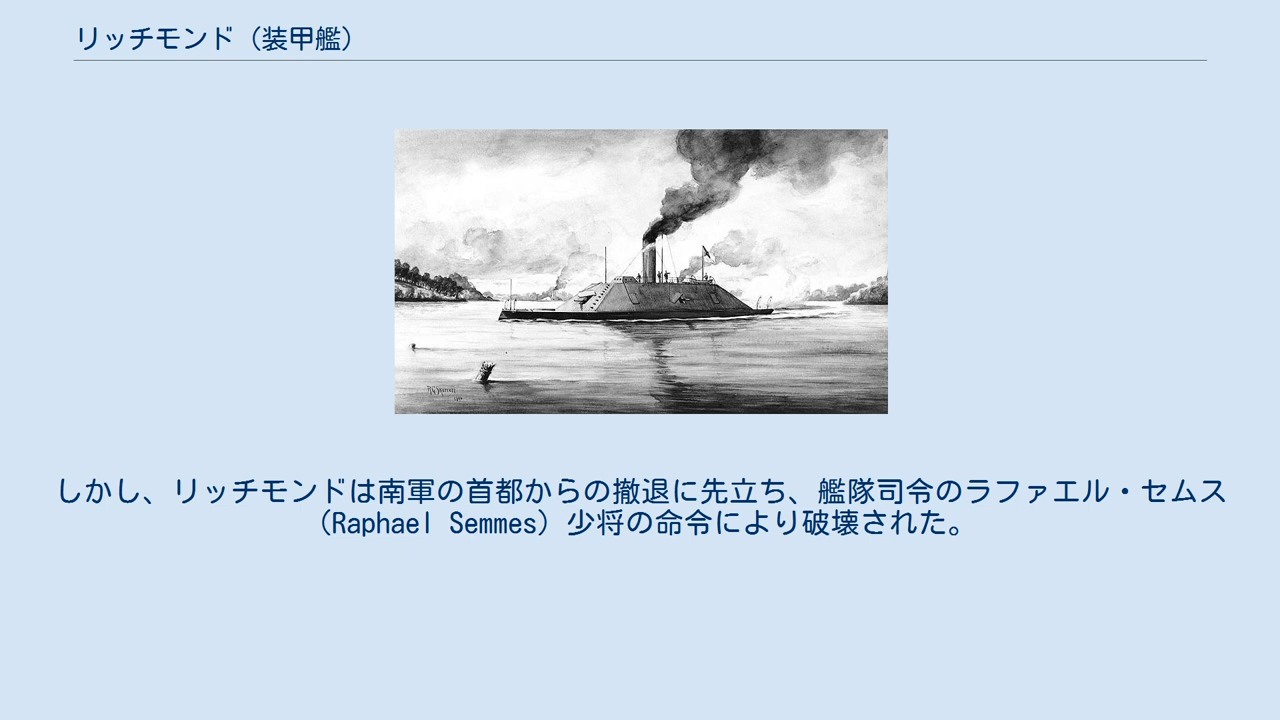 リッチモンド（装甲艦）
しかし、リッチモンドは南軍の首都からの撤退に先立ち、艦隊司令のラファエル・セムス
（Raphael Semmes）少将の命令により破壊された。